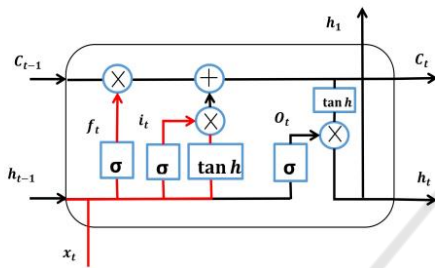 h₁
Cₜ₋₁
Cₜ
×
+
tan h
fₜ
iₜ
×
Oₜ
×
σ
σ
tan h
σ
hₜ₋₁
hₜ
xₜ